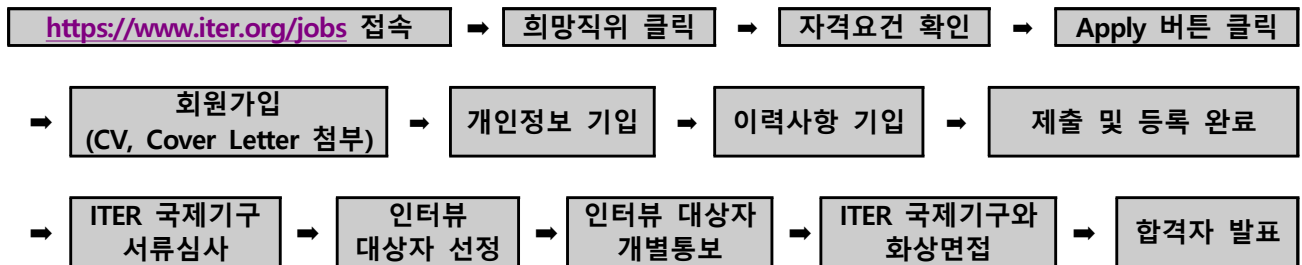 https://www.iter.org/jobs 접속 ➡ 희망직위 클릭 ➡ 자격요건 확인 ➡ Apply 버튼 클릭
➡ 회원가입
(CV, Cover Letter 첨부) ➡ 개인정보 기입 ➡ 이력사항 기입 ➡ 제출 및 등록 완료
➡ ITER 국제기구
서류심사 ➡ 인터뷰
대상자 선정 ➡ 인터뷰 대상자
개별통보 ➡ ITER 국제기구와
화상면접 ➡ 합격자 발표